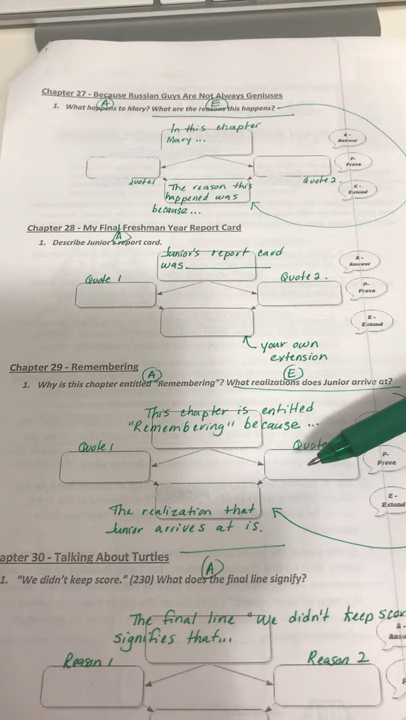 Chapter 27 - Because Russian Guys Are Not Always Geniuses
A E
1. What happens to Mary? What are the reasons this happens?
In this chapter
Mary ...
A -
Answer
P-
Prove
quote1
Quote 2.
E -
Extend
The reason this
happened was
because ...
Chapter 28 - My Final Freshman Year Report Card
A
1. Describe Junior's report card.
Junior's report card
was
A -
Answer
Quote 1
Quote 2.
P-
Prove
E -
Extend
your own
extension
Chapter 29 - Remembering
A E
1. Why is this chapter entitled "Remembering"? What realizations does Junior arrive at?
This chapter is entitled
"Remembering" because ...
Quote 1
Quote
P-
Prove
E -
Extend
The realization that
Junior arrives at is.
apter 30 - Talking About Turtles
A
1. "We didn't keep score." (230) What does the final line signify?
The final line "We didn't keep scor
signifies that...
A -
Answ
Reason 1
Reason 2